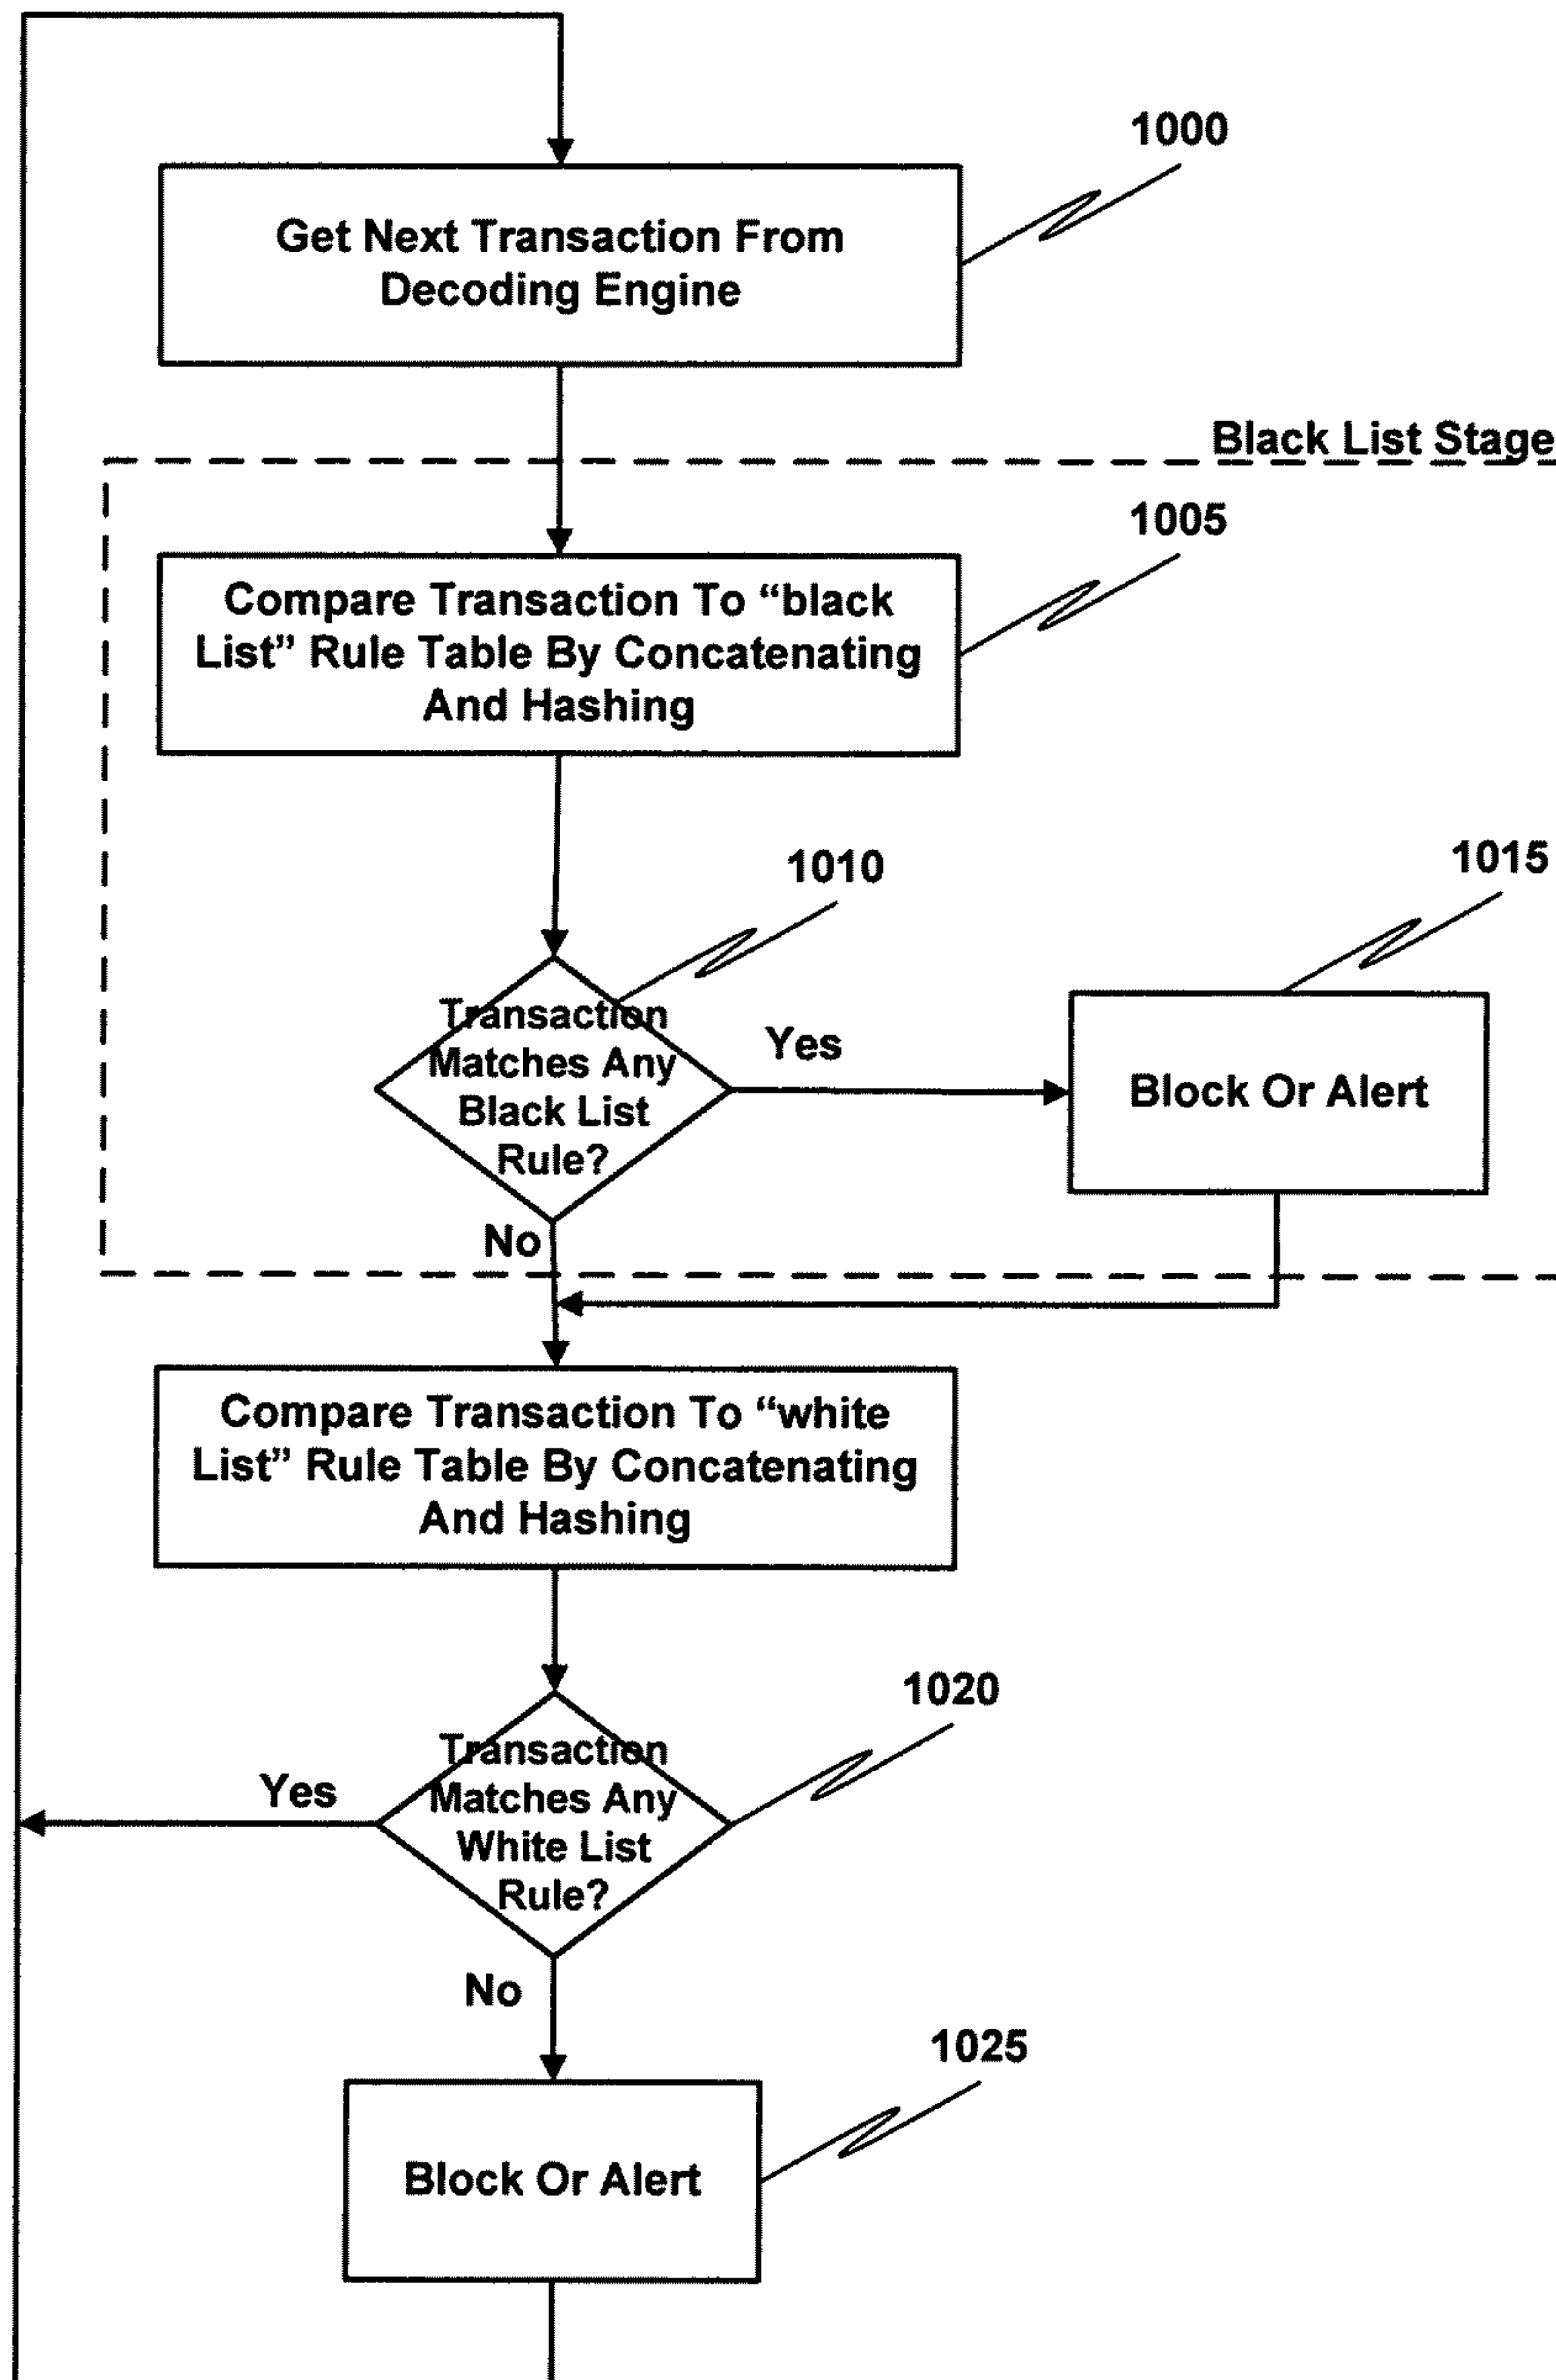 1000
Get Next Transaction From
Decoding Engine
Black List Stage
1005
Compare Transaction To “black
List” Rule Table By Concatenating
And Hashing
1010
1015
Transaction
Matches Any
Black List
Rule?
Yes
Block Or Alert
No
Compare Transaction To “white
List” Rule Table By Concatenating
And Hashing
1020
Transaction
Matches Any
White List
Rule?
Yes
No
1025
Block Or Alert